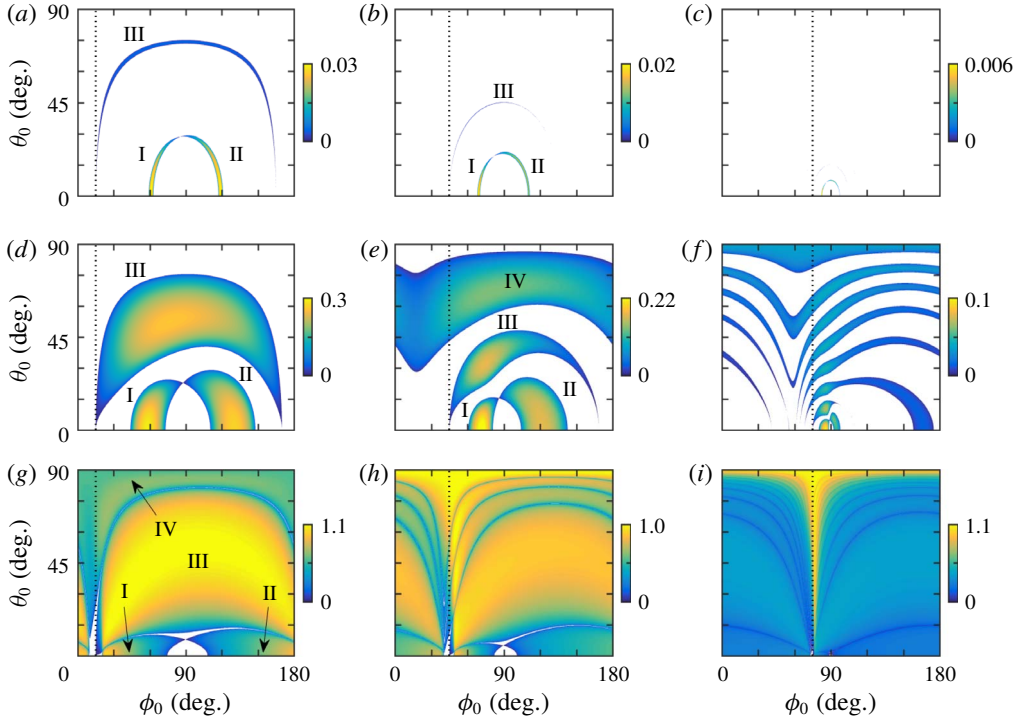 (a) (b) (c)
90 III 0.03 0.02 0.006
θ0 (deg.) 45 III
I II 0 I II 0 0
0
(d) (e) (f)
90 III 0.3 IV 0.22 0.1
θ0 (deg.) 45 III
I II 0 I II 0 0
0
(g) (h) (i)
90 IV 1.1 1.0 1.1
θ0 (deg.) 45 III
I II 0 0 0
0 90 180 0 90 180 0 90 180
ϕ0 (deg.) ϕ0 (deg.) ϕ0 (deg.)